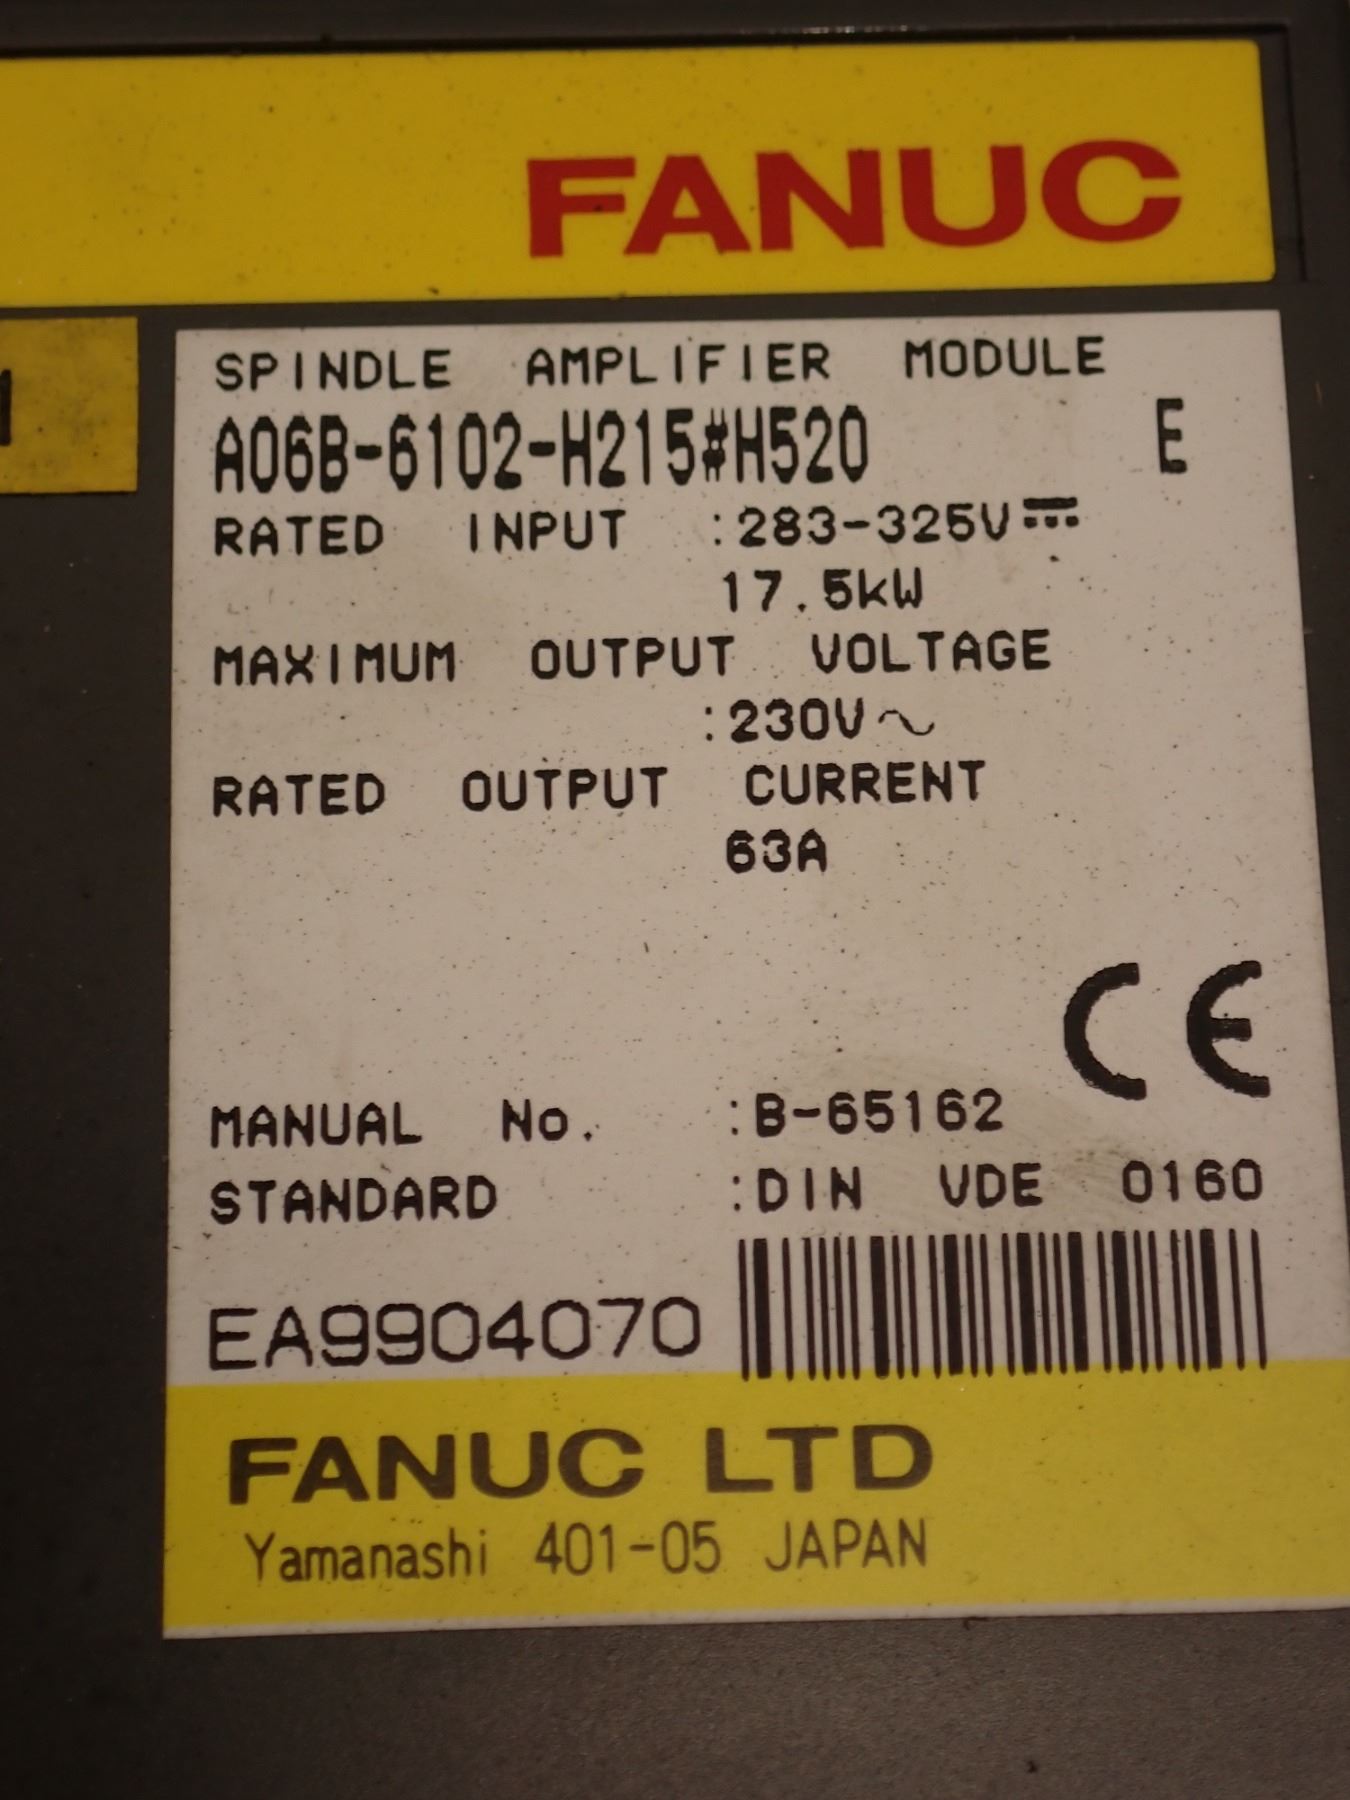 FANUC
SPINDLE AMPLIFIER MODULE
A06B-6102-H215#H520 E
RATED INPUT :283-325V⎓
17.5kW
MAXIMUM OUTPUT VOLTAGE
:230V~
RATED OUTPUT CURRENT
63A
CE
MANUAL No. :B-65162
STANDARD :DIN VDE 0160
EA9904070
FANUC LTD
Yamanashi 401-05 JAPAN